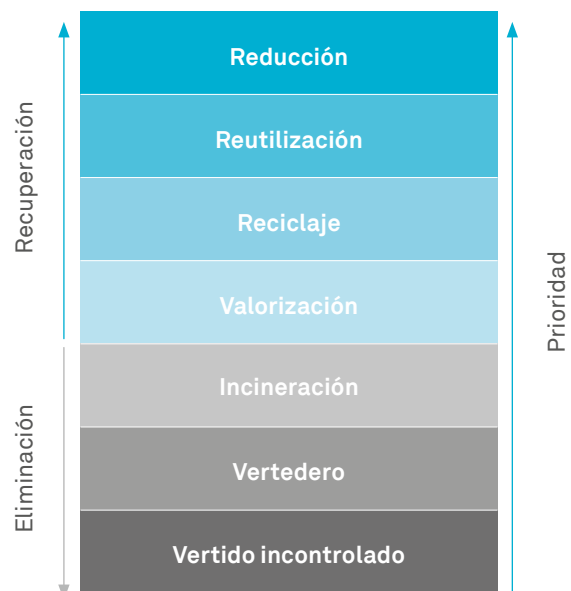 Reducción
Reutilización
Reciclaje
Valorización
Incineración
Vertedero
Vertido incontrolado
Recuperación
Eliminación
Prioridad